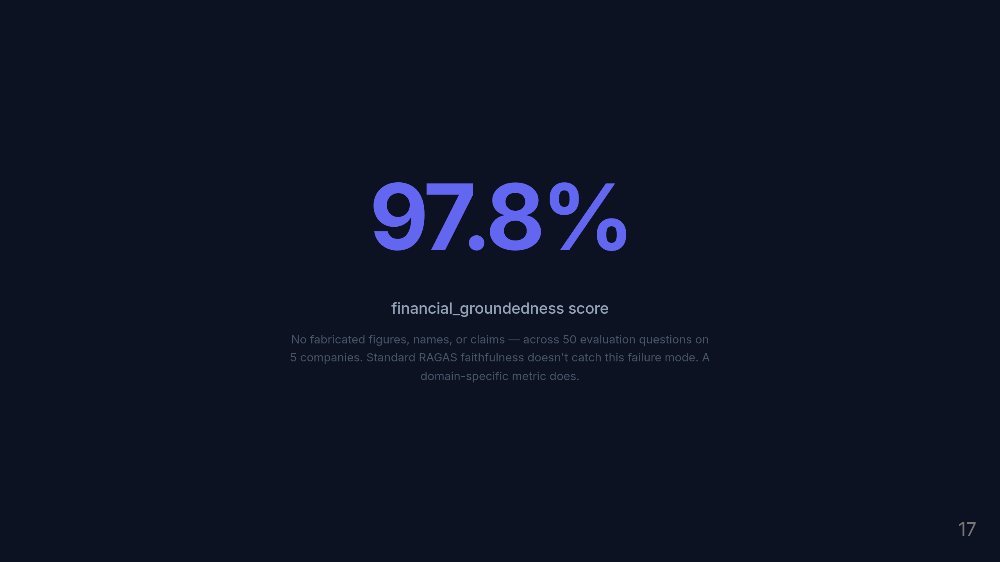 97.8%
financial_groundedness score
No fabricated figures, names, or claims — across 50 evaluation questions on
5 companies. Standard RAGAS faithfulness doesn't catch this failure mode. A
domain-specific metric does.
17